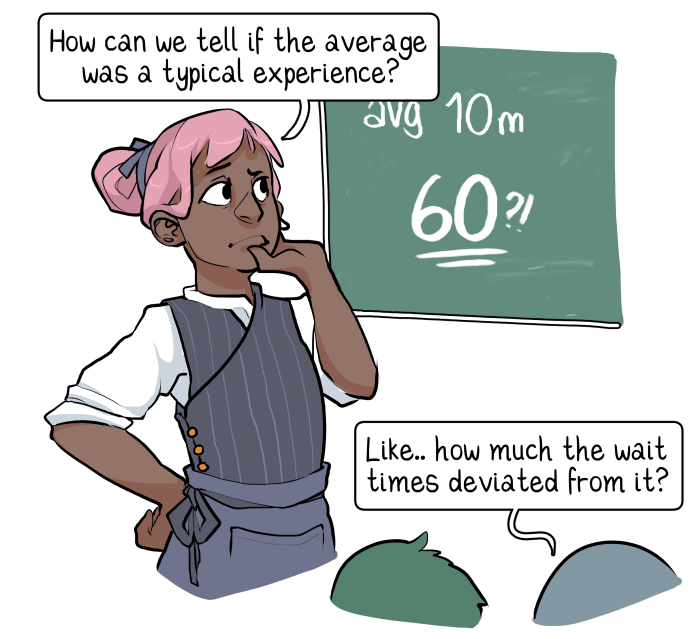 How can we tell if the average
was a typical experience?
avg 10m
60?!
Like.. how much the wait
times deviated from it?